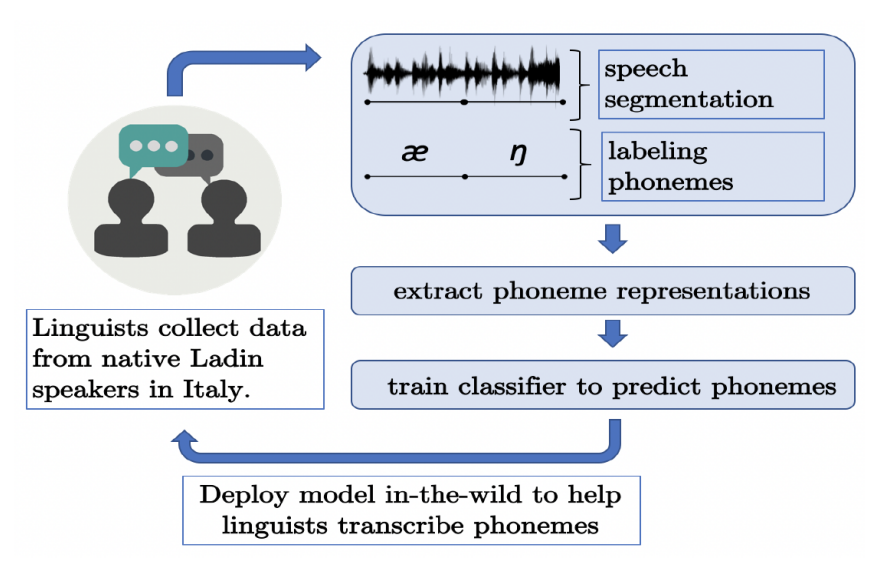 speech
segmentation
æ ŋ
labeling
phonemes
extract phoneme representations
train classifier to predict phonemes
Linguists collect data
from native Ladin
speakers in Italy.
Deploy model in-the-wild to help
linguists transcribe phonemes